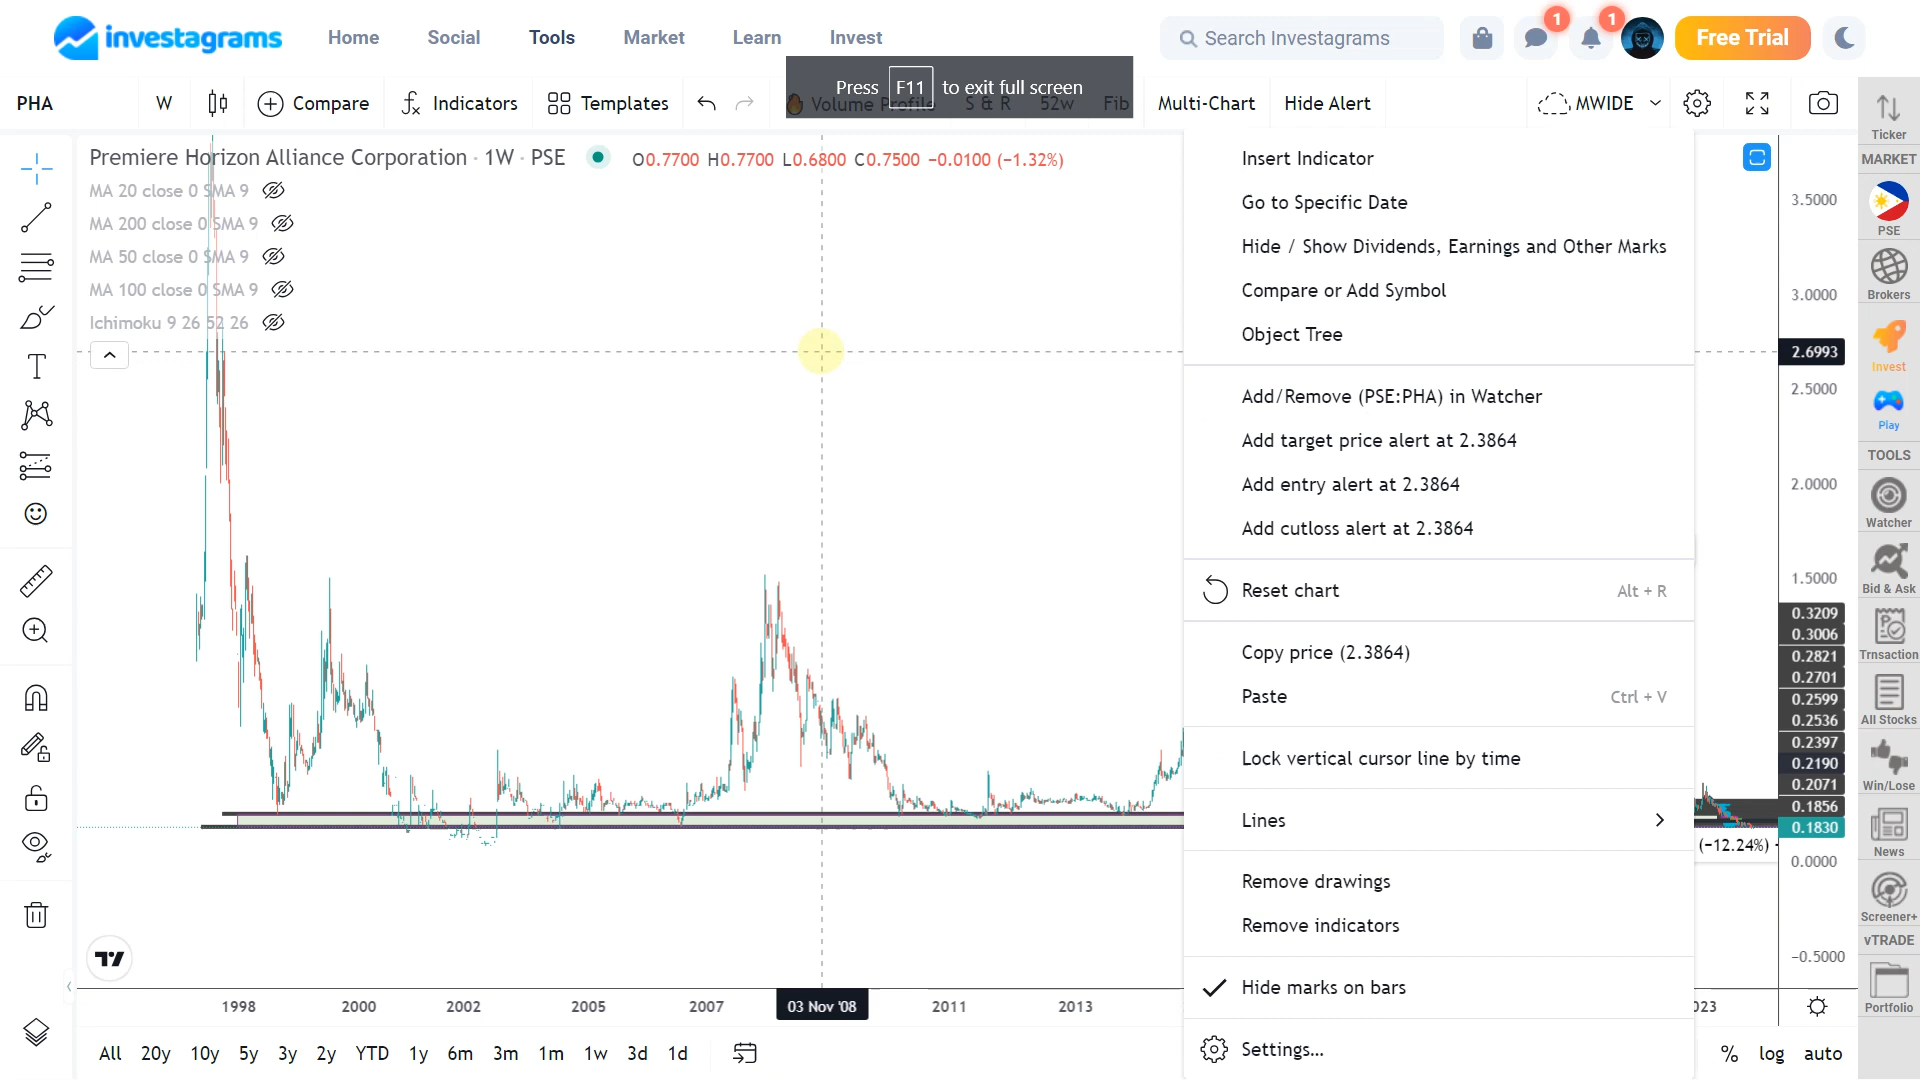 investagrams
Home
Social
Tools
Market
Learn
Invest
Search Investagrams
1
1
Free Trial
Press F11 to exit full screen
PHA
W
Compare
Indicators
Templates
Volume Profile
S & R
52w
Fib
Multi-Chart
Hide Alert
MWIDE
Premiere Horizon Alliance Corporation · 1W · PSE
O0.7700 H0.7700 L0.6800 C0.7500 −0.0100 (−1.32%)
MA 20 close 0 SMA 9
MA 200 close 0 SMA 9
MA 50 close 0 SMA 9
MA 100 close 0 SMA 9
Ichimoku 9 26 52 26
Insert Indicator
Go to Specific Date
Hide / Show Dividends, Earnings and Other Marks
Compare or Add Symbol
Object Tree
Add/Remove (PSE:PHA) in Watcher
Add target price alert at 2.3864
Add entry alert at 2.3864
Add cutloss alert at 2.3864
Reset chart Alt + R
Copy price (2.3864)
Paste Ctrl + V
Lock vertical cursor line by time
Lines
Remove drawings
Remove indicators
Hide marks on bars
Settings...
3.5000
3.0000
2.6993
2.5000
2.0000
1.5000
0.3209
0.3006
0.2821
0.2701
0.2599
0.2536
0.2397
0.2190
0.2071
0.1856
0.1830
(−12.24%)
0.0000
−0.5000
1998
2000
2002
2005
2007
03 Nov '08
2011
2013
023
All
20y
10y
5y
3y
2y
YTD
1y
6m
3m
1m
1w
3d
1d
%
log
auto
Ticker
MARKET
PSE
Brokers
Invest
Play
TOOLS
Watcher
Bid & Ask
Trnsaction
All Stocks
Win/Lose
News
Screener+
vTRADE
Portfolio